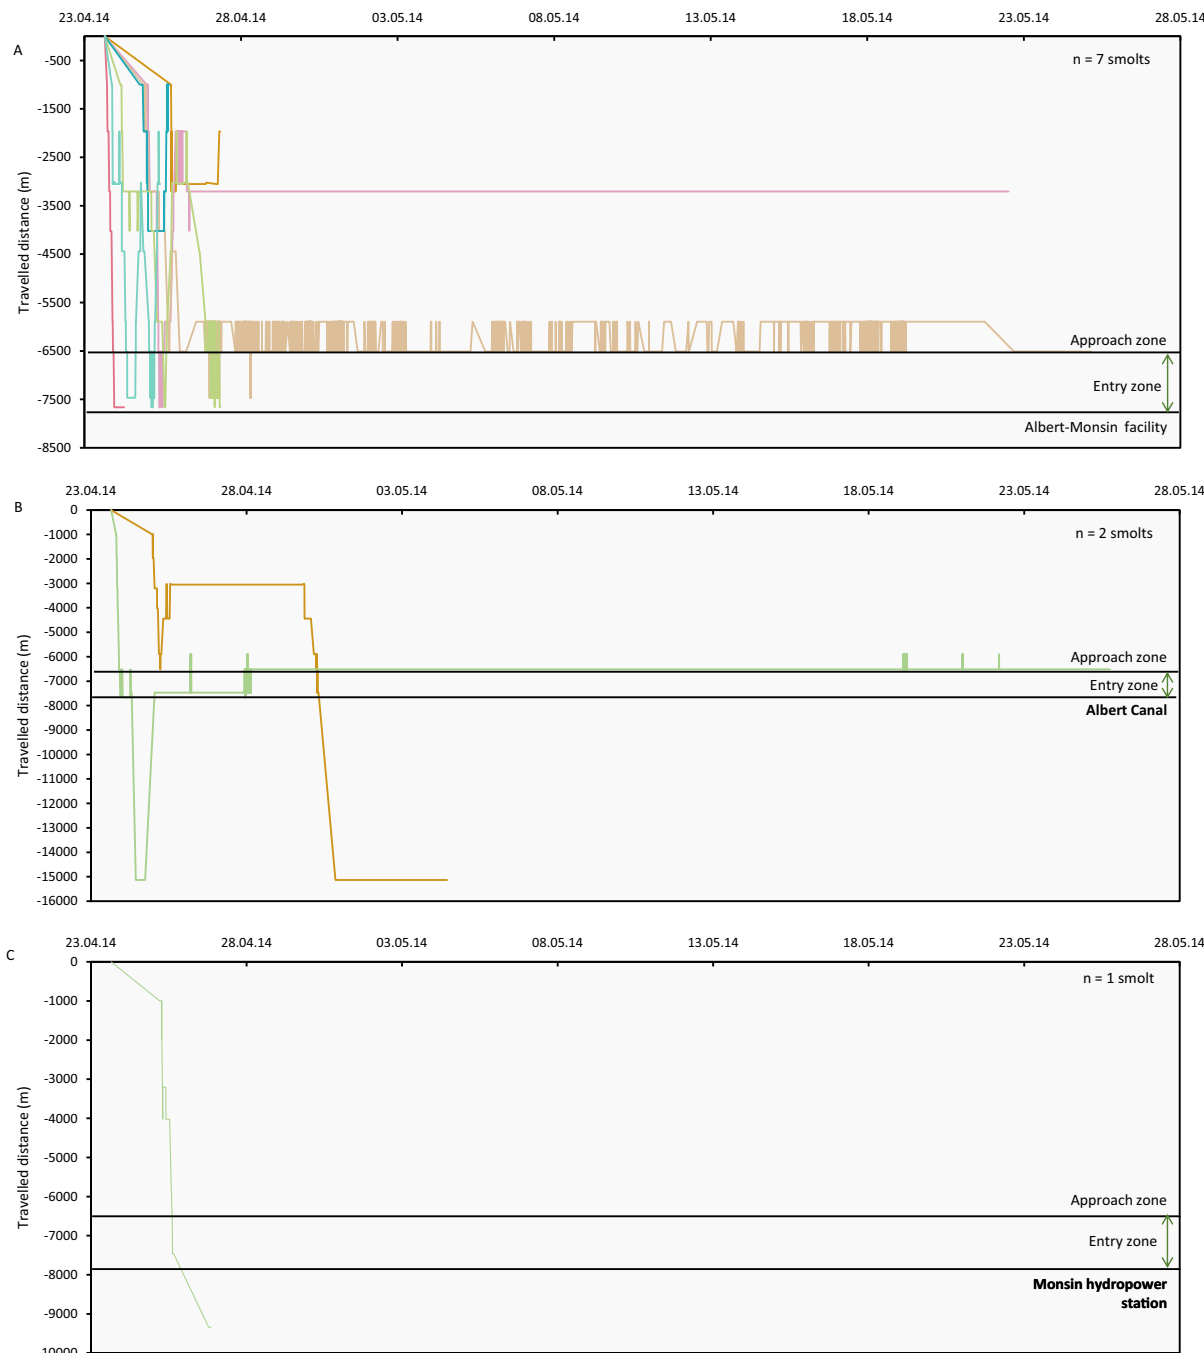 23.04.14 28.04.14 03.05.14 08.05.14 13.05.14 18.05.14 23.05.14 28.05.14
A
-500
n = 7 smolts
-1500
-2500
Travelled distance (m)
-3500
-4500
-5500
Approach zone
-6500
Entry zone
-7500
Albert-Monsin facility
-8500
23.04.14 28.04.14 03.05.14 08.05.14 13.05.14 18.05.14 23.05.14 28.05.14
B
0
n = 2 smolts
-1000
-2000
-3000
-4000
-5000
Travelled distance (m)
-6000
Approach zone
-7000
Entry zone
-8000
Albert Canal
-9000
-10000
-11000
-12000
-13000
-14000
-15000
-16000
23.04.14 28.04.14 03.05.14 08.05.14 13.05.14 18.05.14 23.05.14 28.05.14
C
0
n = 1 smolt
-1000
-2000
-3000
Travelled distance (m)
-4000
-5000
-6000
Approach zone
-7000
Entry zone
-8000
Monsin hydropower
station
-9000
-10000